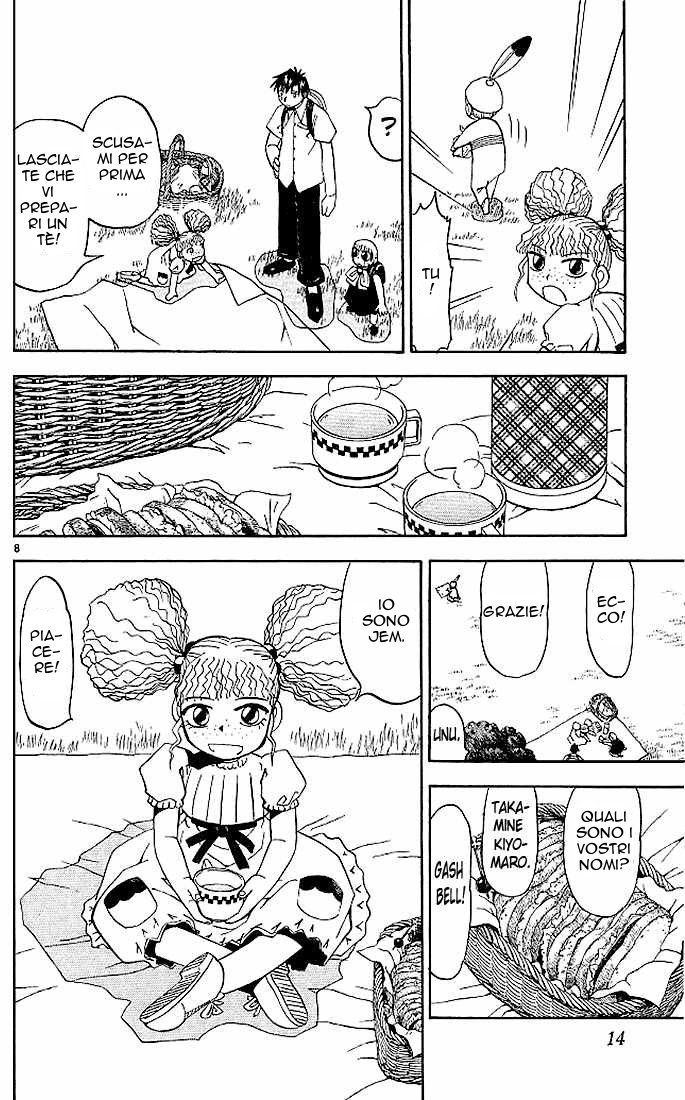 TU
!
?
SCUSA-
MI PER
PRIMA
...
LASCIA-
TE CHE
VI
PREPA-
RI UN
TÈ!
8
EC-
CO!
GRAZIE!
UNU.
QUALI
SONO I
VOSTRI
NOMI?
TAKA-
MINE
KIYO-
MARO.
GASH
BELL!
14
IO
SONO
JEM.
PIA-
CE-
RE!